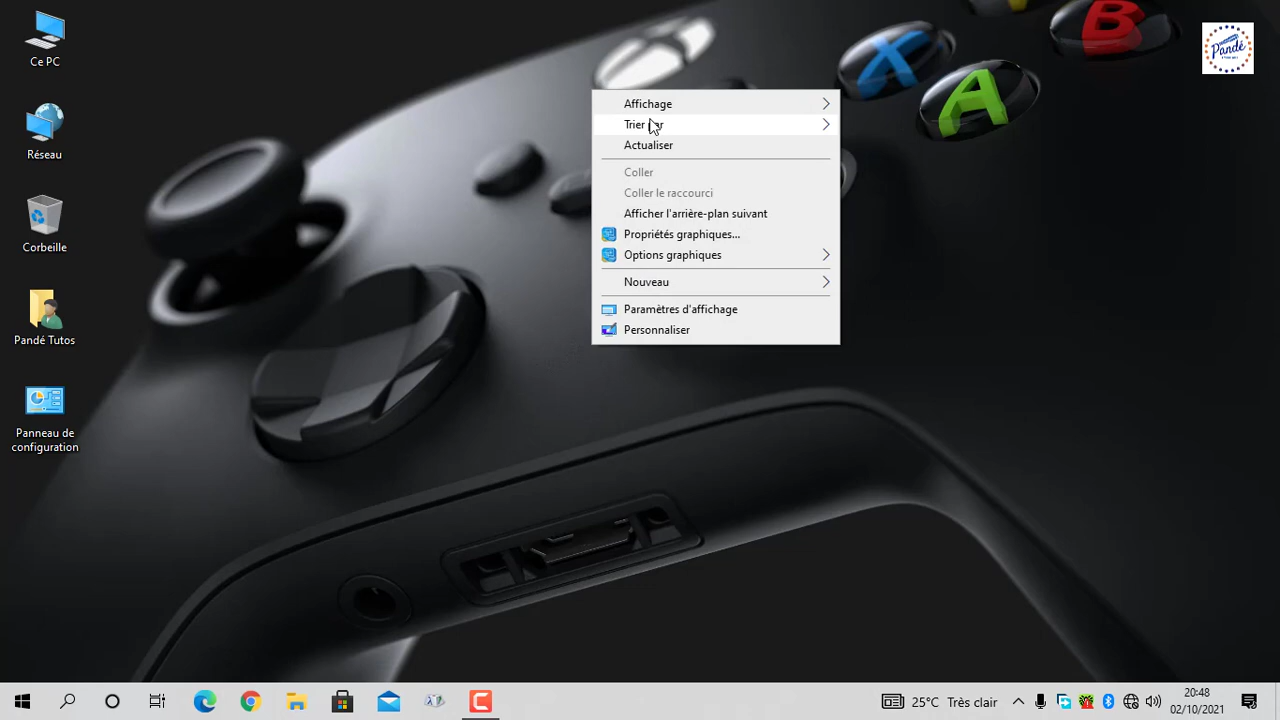 Ce PC
Réseau
Corbeille
Pandé Tutos
Panneau de
configuration
X
A
B
Pandé
Affichage
Trier par
Actualiser
Coller
Coller le raccourci
Afficher l'arrière-plan suivant
Propriétés graphiques...
Options graphiques
Nouveau
Paramètres d'affichage
Personnaliser
25°C Très clair
20:48
02/10/2021